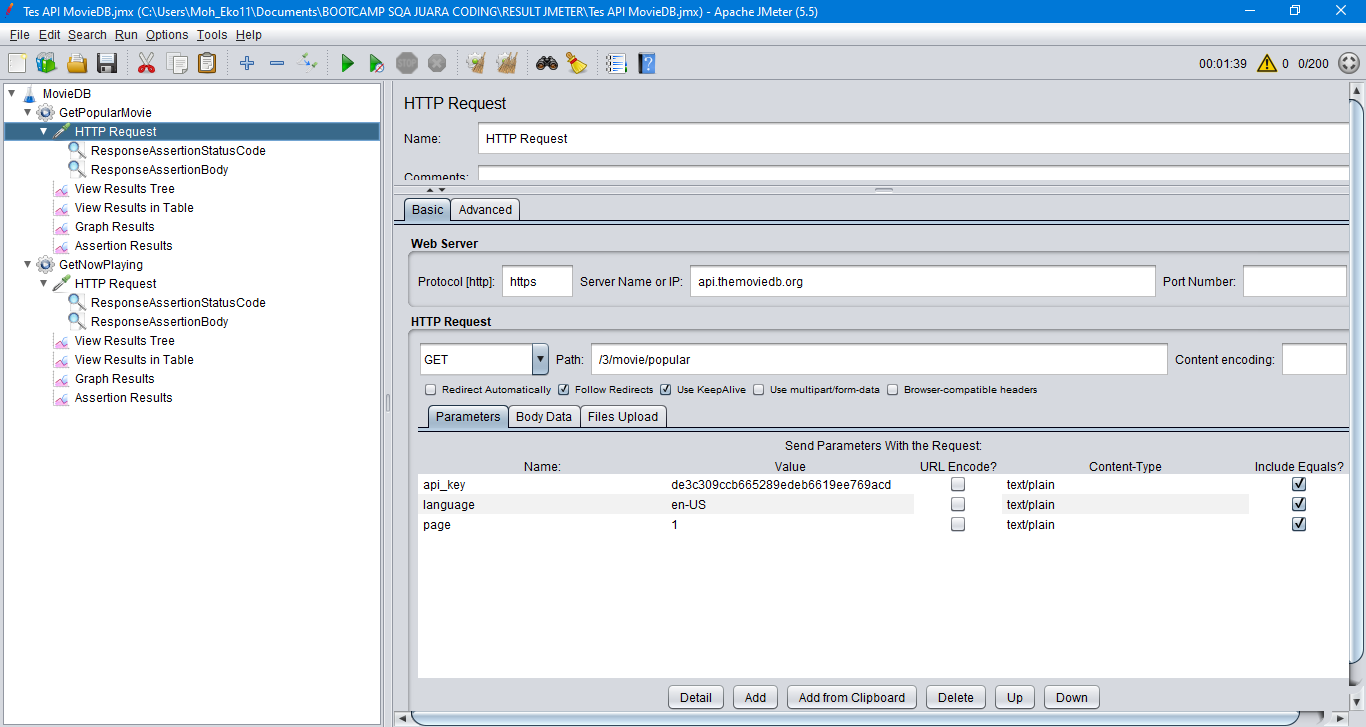 Tes API MovieDB.jmx (C:\Users\Moh_Eko11\Documents\BOOTCAMP SQA JUARA CODING\RESULT JMETER\Tes API MovieDB.jmx) - Apache JMeter (5.5)
File Edit Search Run Options Tools Help
STOP 00:01:39 0 0/200
MovieDB
GetPopularMovie
HTTP Request
ResponseAssertionStatusCode
ResponseAssertionBody
View Results Tree
View Results in Table
Graph Results
Assertion Results
GetNowPlaying
HTTP Request
ResponseAssertionStatusCode
ResponseAssertionBody
View Results Tree
View Results in Table
Graph Results
Assertion Results
HTTP Request
Name: HTTP Request
Comments:
Basic Advanced
Web Server
Protocol [http]: https Server Name or IP: api.themoviedb.org Port Number:
HTTP Request
GET Path: /3/movie/popular Content encoding:
Redirect Automatically Follow Redirects Use KeepAlive Use multipart/form-data Browser-compatible headers
Parameters Body Data Files Upload
Send Parameters With the Request:
Name: Value URL Encode? Content-Type Include Equals?
api_key de3c309ccb665289edeb6619ee769acd text/plain
language en-US text/plain
page 1 text/plain
Detail Add Add from Clipboard Delete Up Down